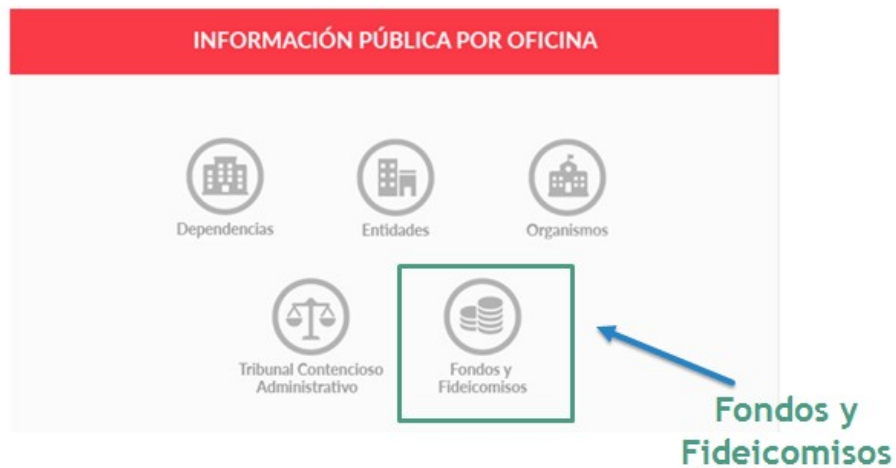 INFORMACIÓN PÚBLICA POR OFICINA
Dependencias
Entidades
Organismos
Tribunal Contencioso
Administrativo
Fondos y
Fideicomisos
Fondos y
Fideicomisos